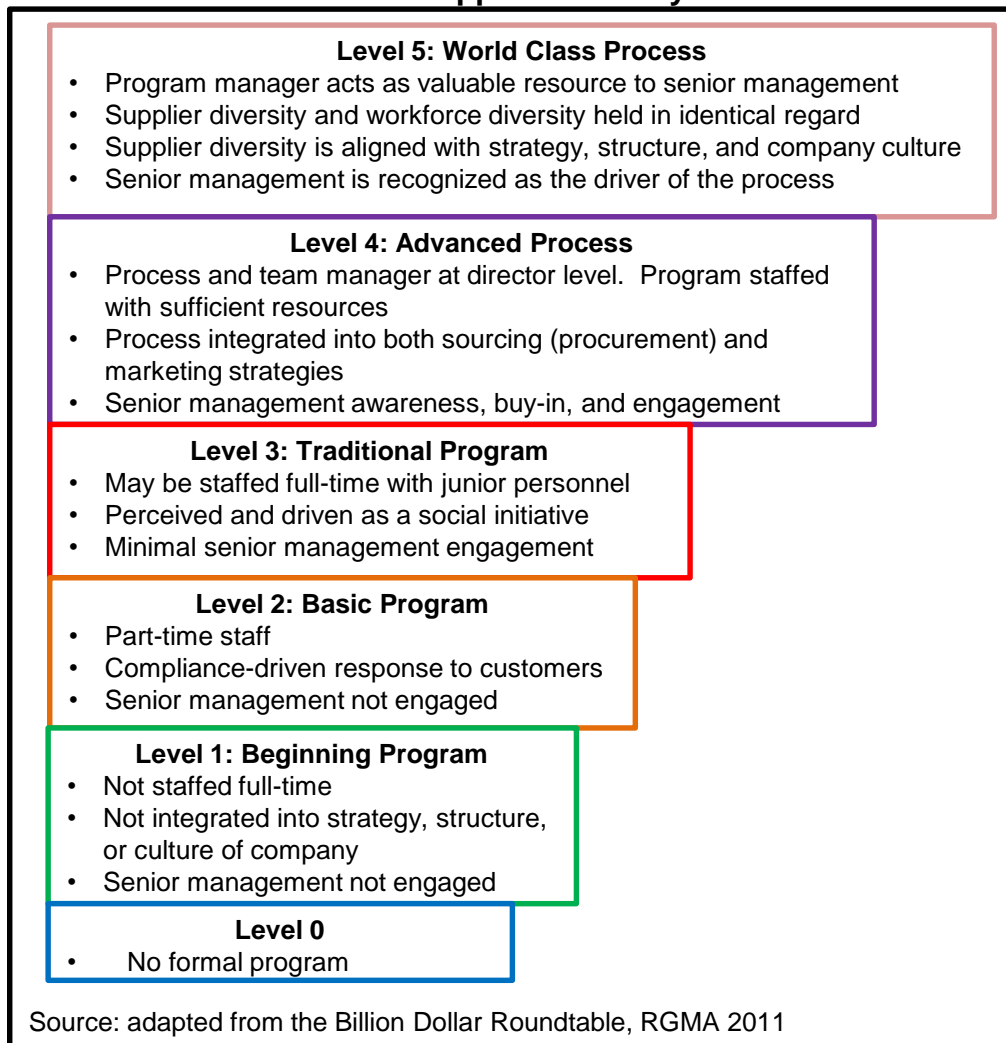 Level 5: World Class Process
• Program manager acts as valuable resource to senior management
• Supplier diversity and workforce diversity held in identical regard
• Supplier diversity is aligned with strategy, structure, and company culture
• Senior management is recognized as the driver of the process
Level 4: Advanced Process
• Process and team manager at director level.  Program staffed
with sufficient resources
• Process integrated into both sourcing (procurement) and
marketing strategies
• Senior management awareness, buy-in, and engagement
Level 3: Traditional Program
• May be staffed full-time with junior personnel
• Perceived and driven as a social initiative
• Minimal senior management engagement
Level 2: Basic Program
• Part-time staff
• Compliance-driven response to customers
• Senior management not engaged
Level 1: Beginning Program
• Not staffed full-time
• Not integrated into strategy, structure,
or culture of company
• Senior management not engaged
Level 0
• No formal program
Source: adapted from the Billion Dollar Roundtable, RGMA 2011